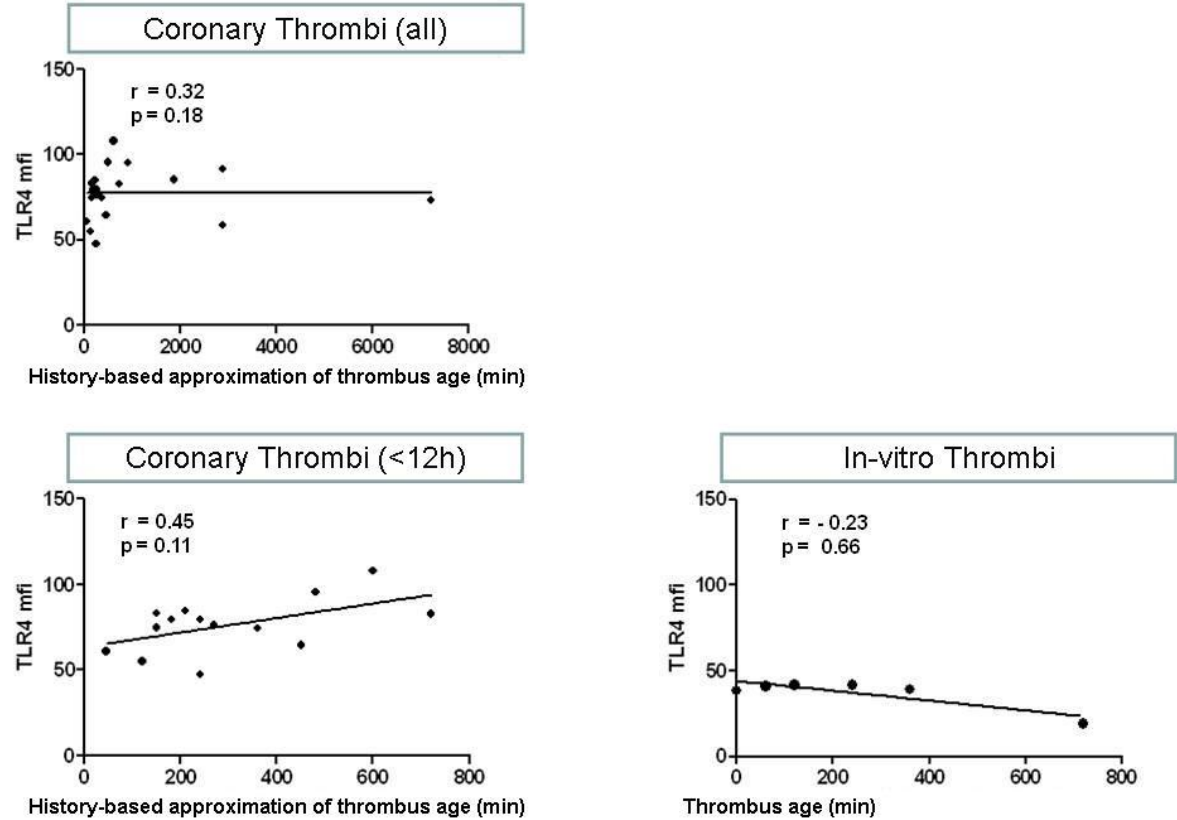 Coronary Thrombi (all)
150
r = 0.32
p = 0.18
100
TLR4 mfi
50
0
0 2000 4000 6000 8000
History-based approximation of thrombus age (min)
Coronary Thrombi (<12h)
150
r = 0.45
p = 0.11
100
TLR4 mfi
50
0
0 200 400 600 800
History-based approximation of thrombus age (min)
In-vitro Thrombi
150
r = - 0.23
p = 0.66
100
TLR4 mfi
50
0
0 200 400 600 800
Thrombus age (min)